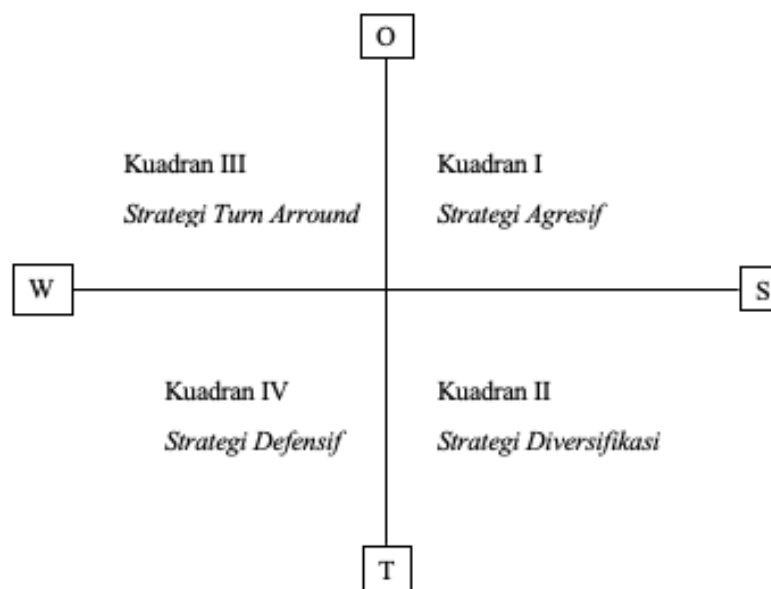 O
Kuadran III
Strategi Turn Arround
Kuadran I
Strategi Agresif
W
S
Kuadran IV
Strategi Defensif
Kuadran II
Strategi Diversifikasi
T